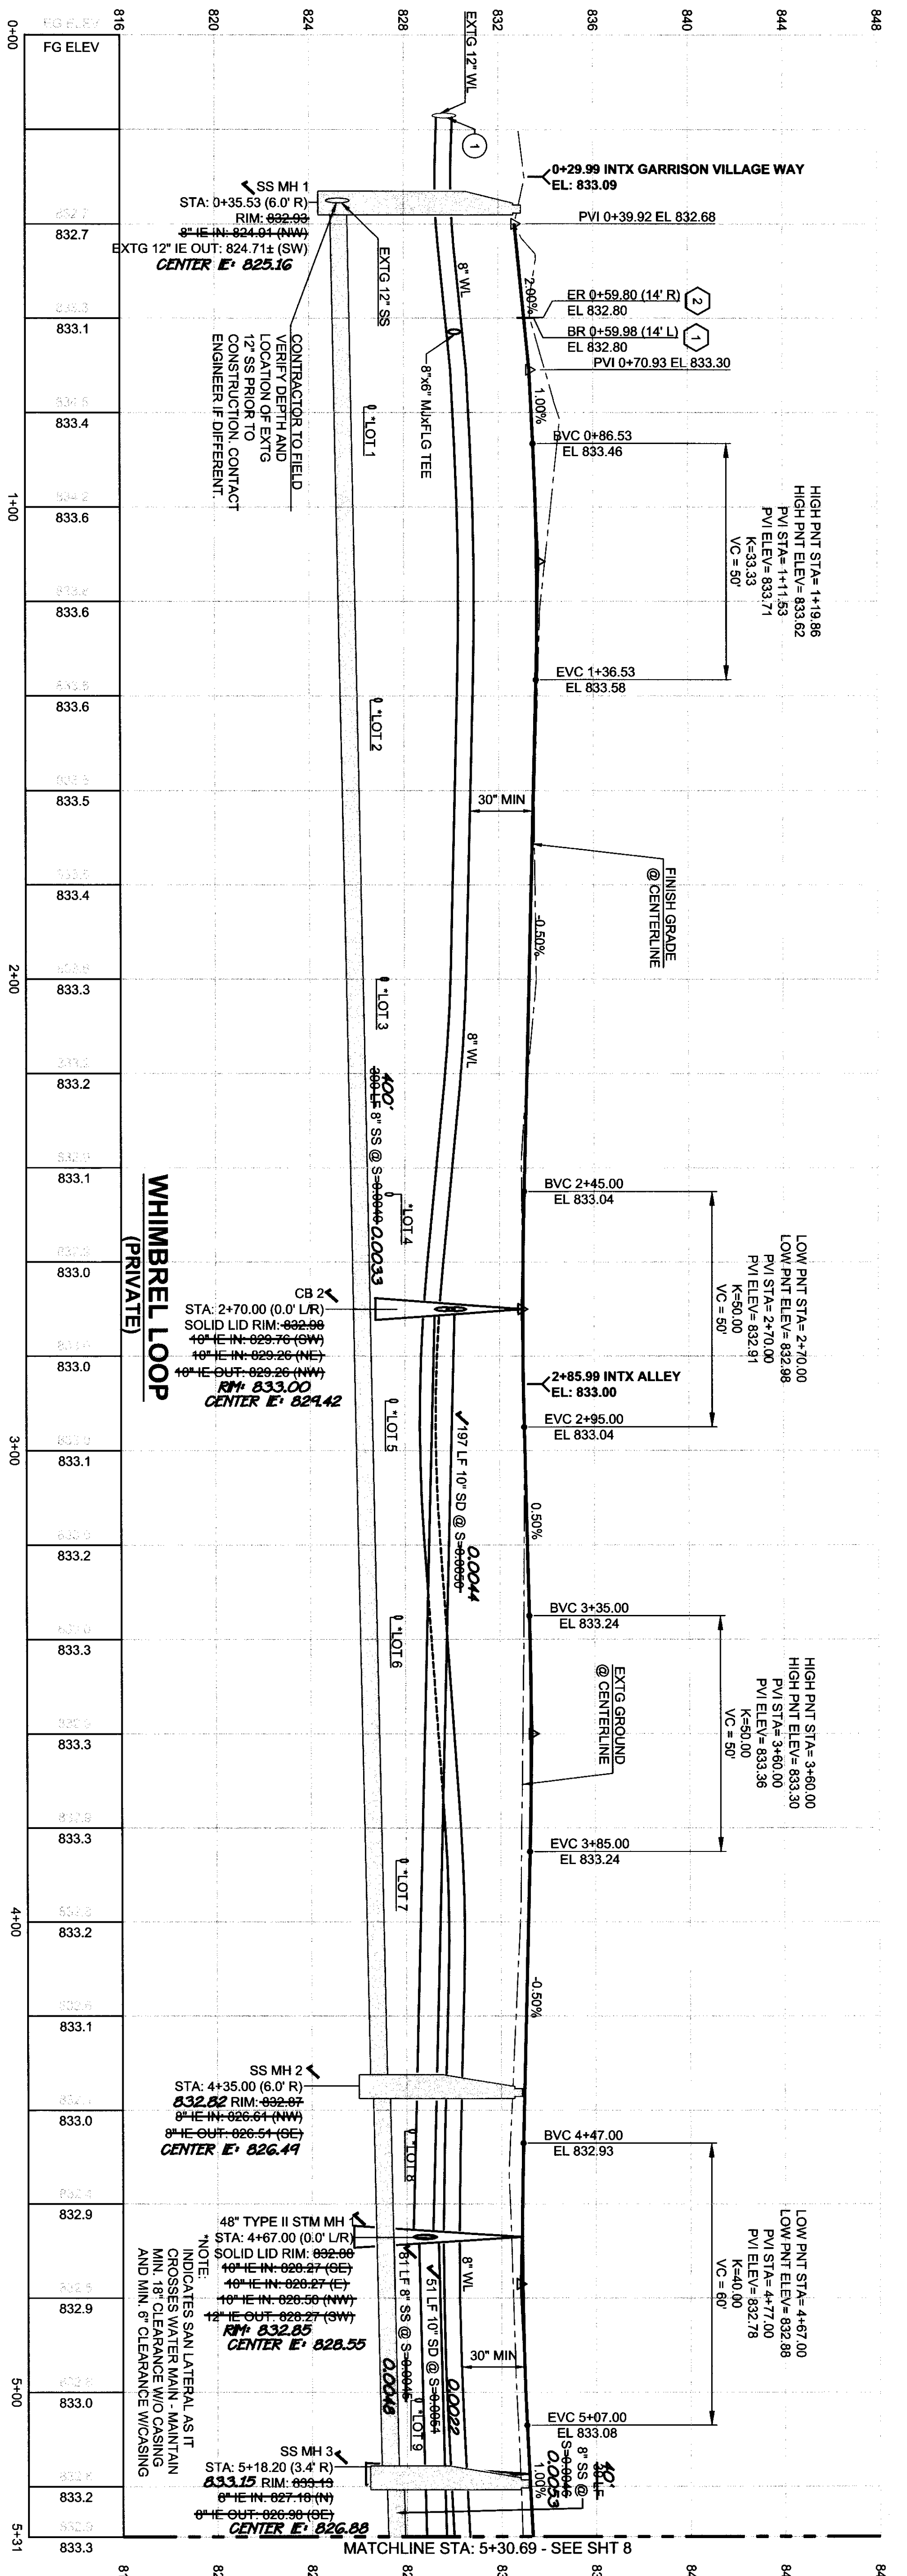 848
844
840
836
832
828
824
820
816
FG ELEV
FG ELEV
0+00
EXTG 12" WL
1
0+29.99 INTX GARRISON VILLAGE WAY
EL: 833.09
SS MH 1
STA: 0+35.53 (6.0' R)
RIM: 832.93
8" IE IN: 824.91 (NW)
EXTG 12" IE OUT: 824.71± (SW)
CENTER IE: 825.16
PVI 0+39.92 EL 832.68
832.7
832.7
EXTG 12" SS
8" WL
2.00%
ER 0+59.80 (14' R)
EL 832.80
2
BR 0+59.98 (14' L)
EL 832.80
1
833.1
PVI 0+70.93 EL 833.30
8"x6" MJxFLG TEE
CONTRACTOR TO FIELD
VERIFY DEPTH AND
LOCATION OF EXTG
12" SS PRIOR TO
CONSTRUCTION. CONTACT
ENGINEER IF DIFFERENT.
1.00%
*LOT 1
833.4
BVC 0+86.53
EL 833.46
HIGH PNT STA= 1+19.86
HIGH PNT ELEV= 833.62
PVI STA= 1+11.53
PVI ELEV= 833.71
K=33.33
VC = 50'
834.2
833.6
1+00
833.6
EVC 1+36.53
EL 833.58
833.6
*LOT 2
30" MIN
833.5
FINISH GRADE
@ CENTERLINE
833.4
-0.50%
833.3
2+00
*LOT 3
8" WL
833.2
400'
399 LF 8" SS @ S=0.0040 0.0033
833.1
BVC 2+45.00
EL 833.04
*LOT 4
LOW PNT STA= 2+70.00
LOW PNT ELEV= 832.98
PVI STA= 2+70.00
PVI ELEV= 832.91
K=50.00
VC = 50'
WHIMBREL LOOP
(PRIVATE)
833.0
CB 2
STA: 2+70.00 (0.0' L/R)
SOLID LID RIM: 832.98
10" IE IN: 829.76 (SW)
10" IE IN: 829.26 (NE)
10" IE OUT: 829.26 (NW)
RIM: 833.00
CENTER IE: 829.42
833.0
2+85.99 INTX ALLEY
EL: 833.00
EVC 2+95.00
EL 833.04
*LOT 5
833.1
3+00
197 LF 10" SD @ S=0.0050
0.0044
0.50%
833.2
BVC 3+35.00
EL 833.24
833.3
*LOT 6
EXTG GROUND
@ CENTERLINE
HIGH PNT STA= 3+60.00
HIGH PNT ELEV= 833.30
PVI STA= 3+60.00
PVI ELEV= 833.36
K=50.00
VC = 50'
833.3
833.3
EVC 3+85.00
EL 833.24
*LOT 7
833.2
4+00
-0.50%
833.1
SS MH 2
STA: 4+35.00 (6.0' R)
832.82 RIM: 832.87
8" IE IN: 826.61 (NW)
8" IE OUT: 826.51 (SE)
CENTER IE: 826.49
833.0
BVC 4+47.00
EL 832.93
*LOT 8
LOW PNT STA= 4+67.00
LOW PNT ELEV= 832.88
PVI STA= 4+77.00
PVI ELEV= 832.78
K=40.00
VC = 60'
832.9
48" TYPE II STM MH 1
STA: 4+67.00 (0.0' L/R)
SOLID LID RIM: 832.88
10" IE IN: 828.27 (SE)
10" IE IN: 828.27 (E)
10" IE IN: 828.50 (NW)
12" IE OUT: 828.27 (SW)
RIM: 832.85
CENTER IE: 828.55
832.9
8" WL
51 LF 10" SD @ S=0.0054
0.0022
81 LF 8" SS @ S=0.0046
0.0048
30" MIN
*NOTE:
INDICATES SAN LATERAL AS IT
CROSSES WATER MAIN - MAINTAIN
MIN. 18" CLEARANCE W/O CASING
AND MIN. 6" CLEARANCE W/CASING
833.0
5+00
*LOT 9
EVC 5+07.00
EL 833.08
SS MH 3
STA: 5+18.20 (3.4' R)
833.15 RIM: 833.13
8" IE IN: 827.18 (N)
8" IE OUT: 826.98 (SE)
CENTER IE: 826.88
40'
8" SS @
S=0.0046
0.0053
1.00%
833.2
833.3
5+31
MATCHLINE STA: 5+30.69 - SEE SHT 8